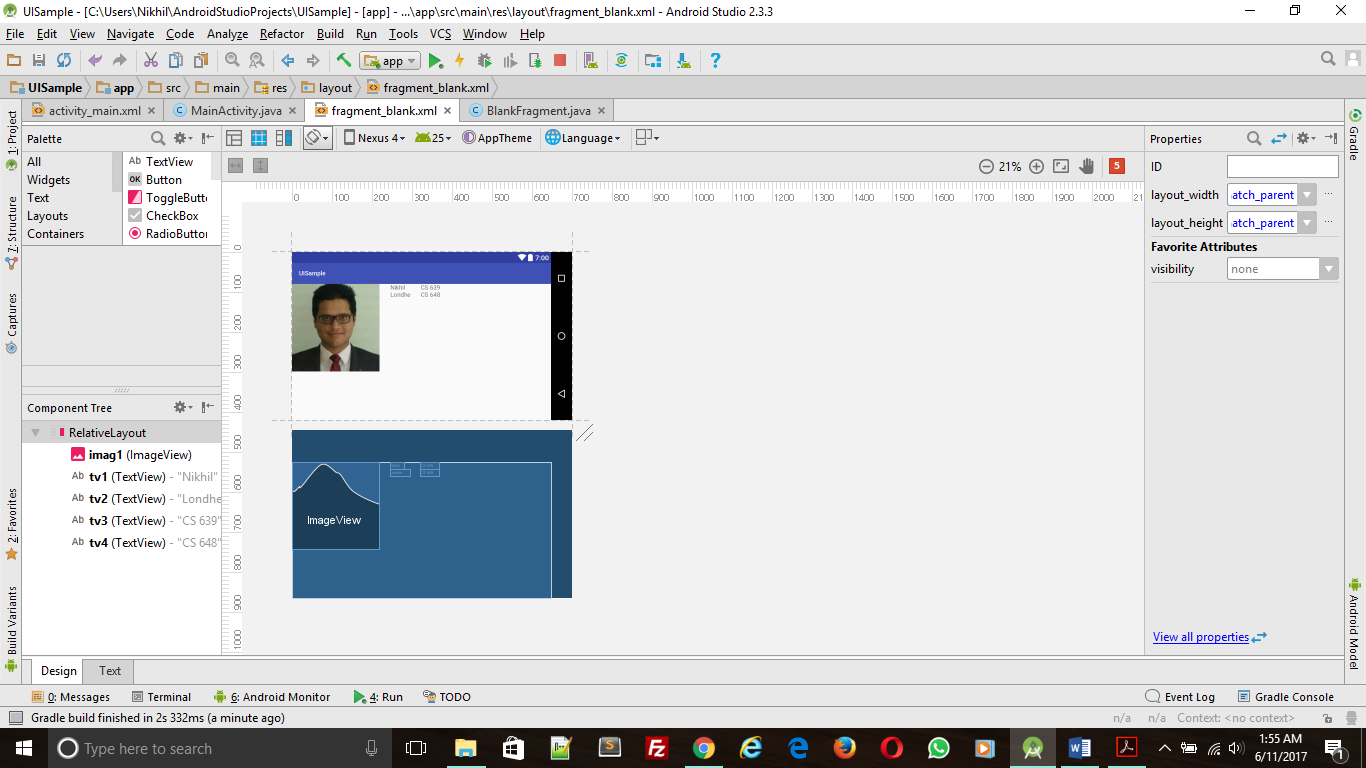 UISample - [C:\Users\Nikhil\AndroidStudioProjects\UISample] - [app] - ...\app\src\main\res\layout\fragment_blank.xml - Android Studio 2.3.3
File Edit View Navigate Code Analyze Refactor Build Run Tools VCS Window Help
app
UISample app src main res layout fragment_blank.xml
activity_main.xml MainActivity.java fragment_blank.xml BlankFragment.java
1: Project
7: Structure
Captures
2: Favorites
Build Variants
Palette
All
Widgets
Text
Layouts
Containers
Ab TextView
OK Button
ToggleButto
CheckBox
RadioButton
Nexus 4 25 AppTheme Language
21% 5
0 100 200 300 400 500 600 700 800 900 1000 1100 1200 1300 1400 1500 1600 1700 1800 1900 2000 21
0 100 200 300 400 500 600 700 800 900 1000
7:00
UISample
Nikhil CS 639
Londhe CS 648
ImageView
Component Tree
RelativeLayout
imag1 (ImageView)
Ab tv1 (TextView) - "Nikhil"
Ab tv2 (TextView) - "Londhe
Ab tv3 (TextView) - "CS 639"
Ab tv4 (TextView) - "CS 648"
Properties
ID
layout_width atch_parent ...
layout_height atch_parent ...
Favorite Attributes
visibility none
View all properties
Gradle
Android Model
Design Text
0: Messages Terminal 6: Android Monitor 4: Run TODO Event Log Gradle Console
Gradle build finished in 2s 332ms (a minute ago) n/a n/a Context: <no context>
Type here to search
1:55 AM
6/11/2017
1